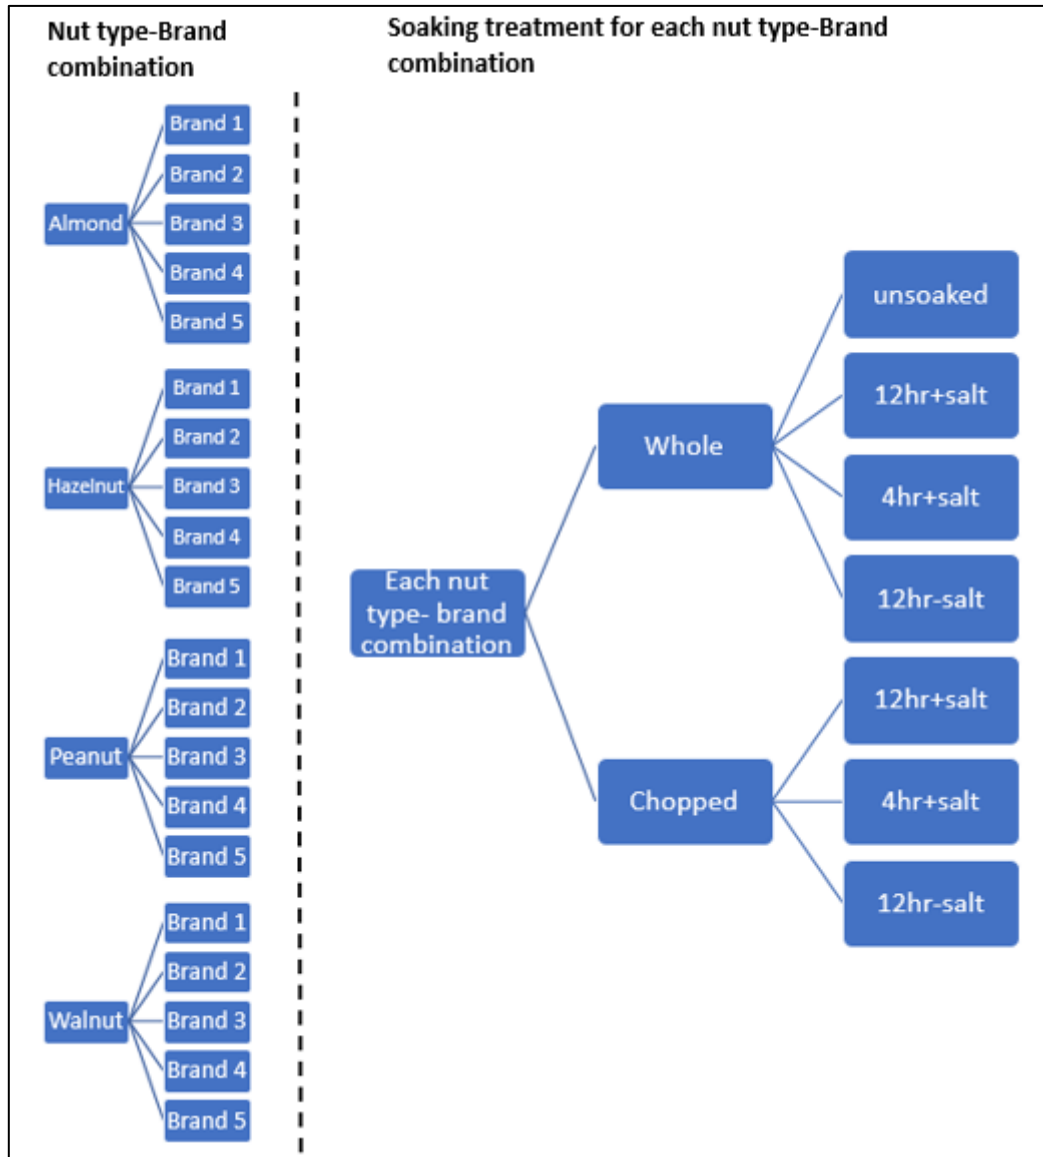 Nut type-Brand
combination
Almond
Brand 1
Brand 2
Brand 3
Brand 4
Brand 5
Hazelnut
Brand 1
Brand 2
Brand 3
Brand 4
Brand 5
Peanut
Brand 1
Brand 2
Brand 3
Brand 4
Brand 5
Walnut
Brand 1
Brand 2
Brand 3
Brand 4
Brand 5
Soaking treatment for each nut type-Brand
combination
Each nut
type- brand
combination
Whole
unsoaked
12hr+salt
4hr+salt
12hr-salt
Chopped
12hr+salt
4hr+salt
12hr-salt